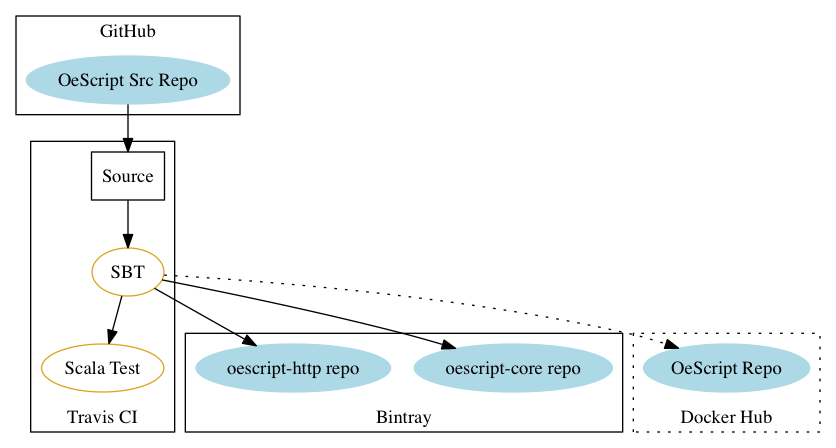 GitHub
OeScript Src Repo
Source
SBT
Scala Test
oescript-http repo
oescript-core repo
OeScript Repo
Travis CI
Bintray
Docker Hub